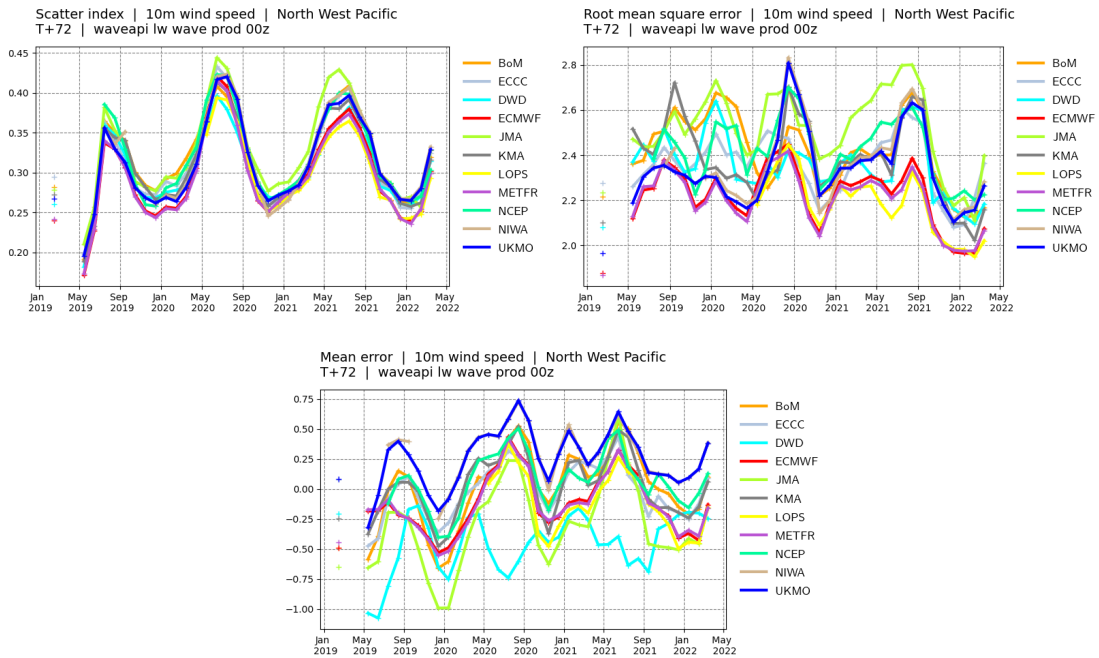 Scatter index | 10m wind speed | North West Pacific
T+72 | waveapi lw wave prod 00z
0.45
0.40
0.35
0.30
0.25
0.20
Jan 2019
May 2019
Sep 2019
Jan 2020
May 2020
Sep 2020
Jan 2021
May 2021
Sep 2021
Jan 2022
May 2022
BoM
ECCC
DWD
ECMWF
JMA
KMA
LOPS
METFR
NCEP
NIWA
UKMO
Root mean square error | 10m wind speed | North West Pacific
T+72 | waveapi lw wave prod 00z
2.8
2.6
2.4
2.2
2.0
Jan 2019
May 2019
Sep 2019
Jan 2020
May 2020
Sep 2020
Jan 2021
May 2021
Sep 2021
Jan 2022
May 2022
BoM
ECCC
DWD
ECMWF
JMA
KMA
LOPS
METFR
NCEP
NIWA
UKMO
Mean error | 10m wind speed | North West Pacific
T+72 | waveapi lw wave prod 00z
0.75
0.50
0.25
0.00
−0.25
−0.50
−0.75
−1.00
Jan 2019
May 2019
Sep 2019
Jan 2020
May 2020
Sep 2020
Jan 2021
May 2021
Sep 2021
Jan 2022
May 2022
BoM
ECCC
DWD
ECMWF
JMA
KMA
LOPS
METFR
NCEP
NIWA
UKMO